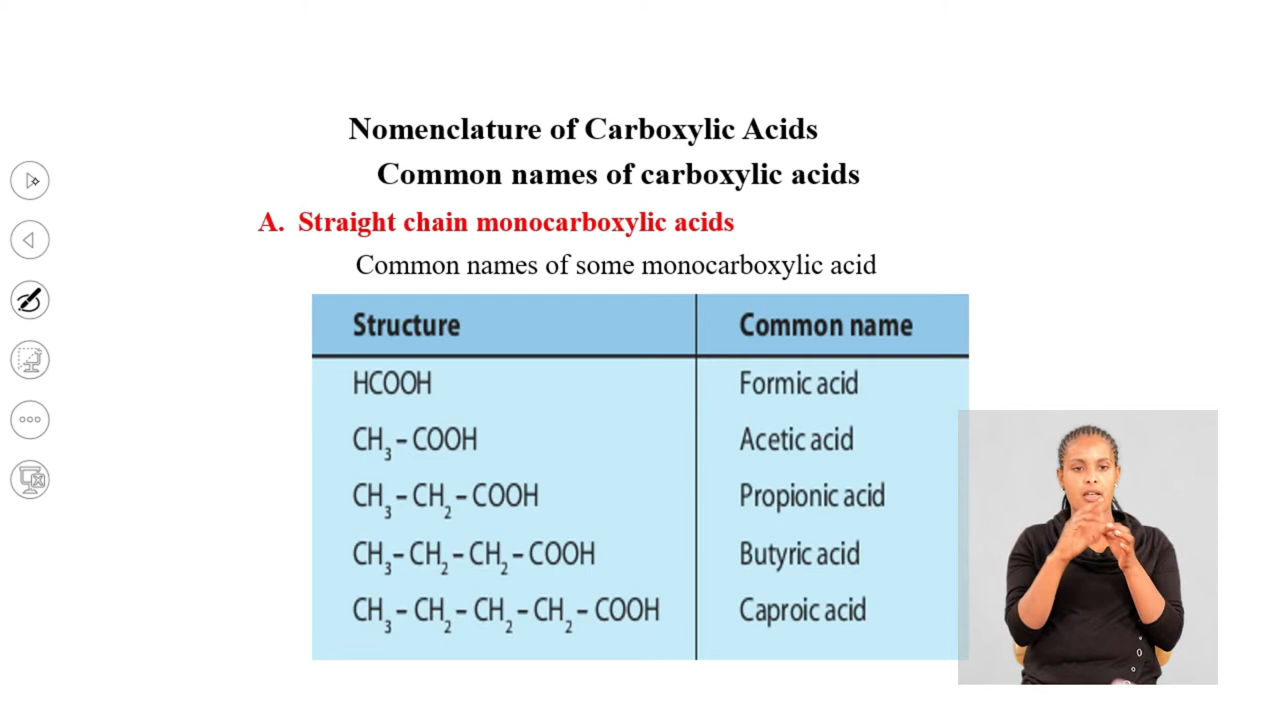 Nomenclature of Carboxylic Acids
Common names of carboxylic acids
A. Straight chain monocarboxylic acids
Common names of some monocarboxylic acid
Structure Common name
HCOOH Formic acid
CH₃ – COOH Acetic acid
CH₃ – CH₂ – COOH Propionic acid
CH₃ – CH₂ – CH₂ – COOH Butyric acid
CH₃ – CH₂ – CH₂ – CH₂ – COOH Caproic acid